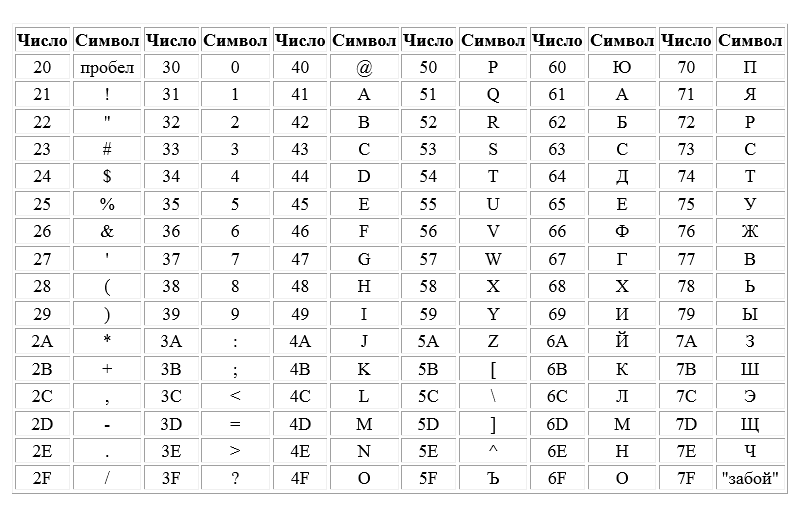 Число Символ Число Символ Число Символ Число Символ Число Символ Число Символ
20 пробел 30 0 40 @ 50 P 60 Ю 70 П
21 ! 31 1 41 A 51 Q 61 А 71 Я
22 " 32 2 42 B 52 R 62 Б 72 Р
23 # 33 3 43 C 53 S 63 С 73 С
24 $ 34 4 44 D 54 T 64 Д 74 Т
25 % 35 5 45 E 55 U 65 Е 75 У
26 & 36 6 46 F 56 V 66 Ф 76 Ж
27 ' 37 7 47 G 57 W 67 Г 77 В
28 ( 38 8 48 H 58 X 68 Х 78 Ь
29 ) 39 9 49 I 59 Y 69 И 79 Ы
2A * 3A : 4A J 5A Z 6A Й 7A З
2B + 3B ; 4B K 5B [ 6B К 7B Ш
2C , 3C < 4C L 5C \ 6C Л 7C Э
2D - 3D = 4D M 5D ] 6D М 7D Щ
2E . 3E > 4E N 5E ^ 6E Н 7E Ч
2F / 3F ? 4F O 5F Ъ 6F О 7F "забой"